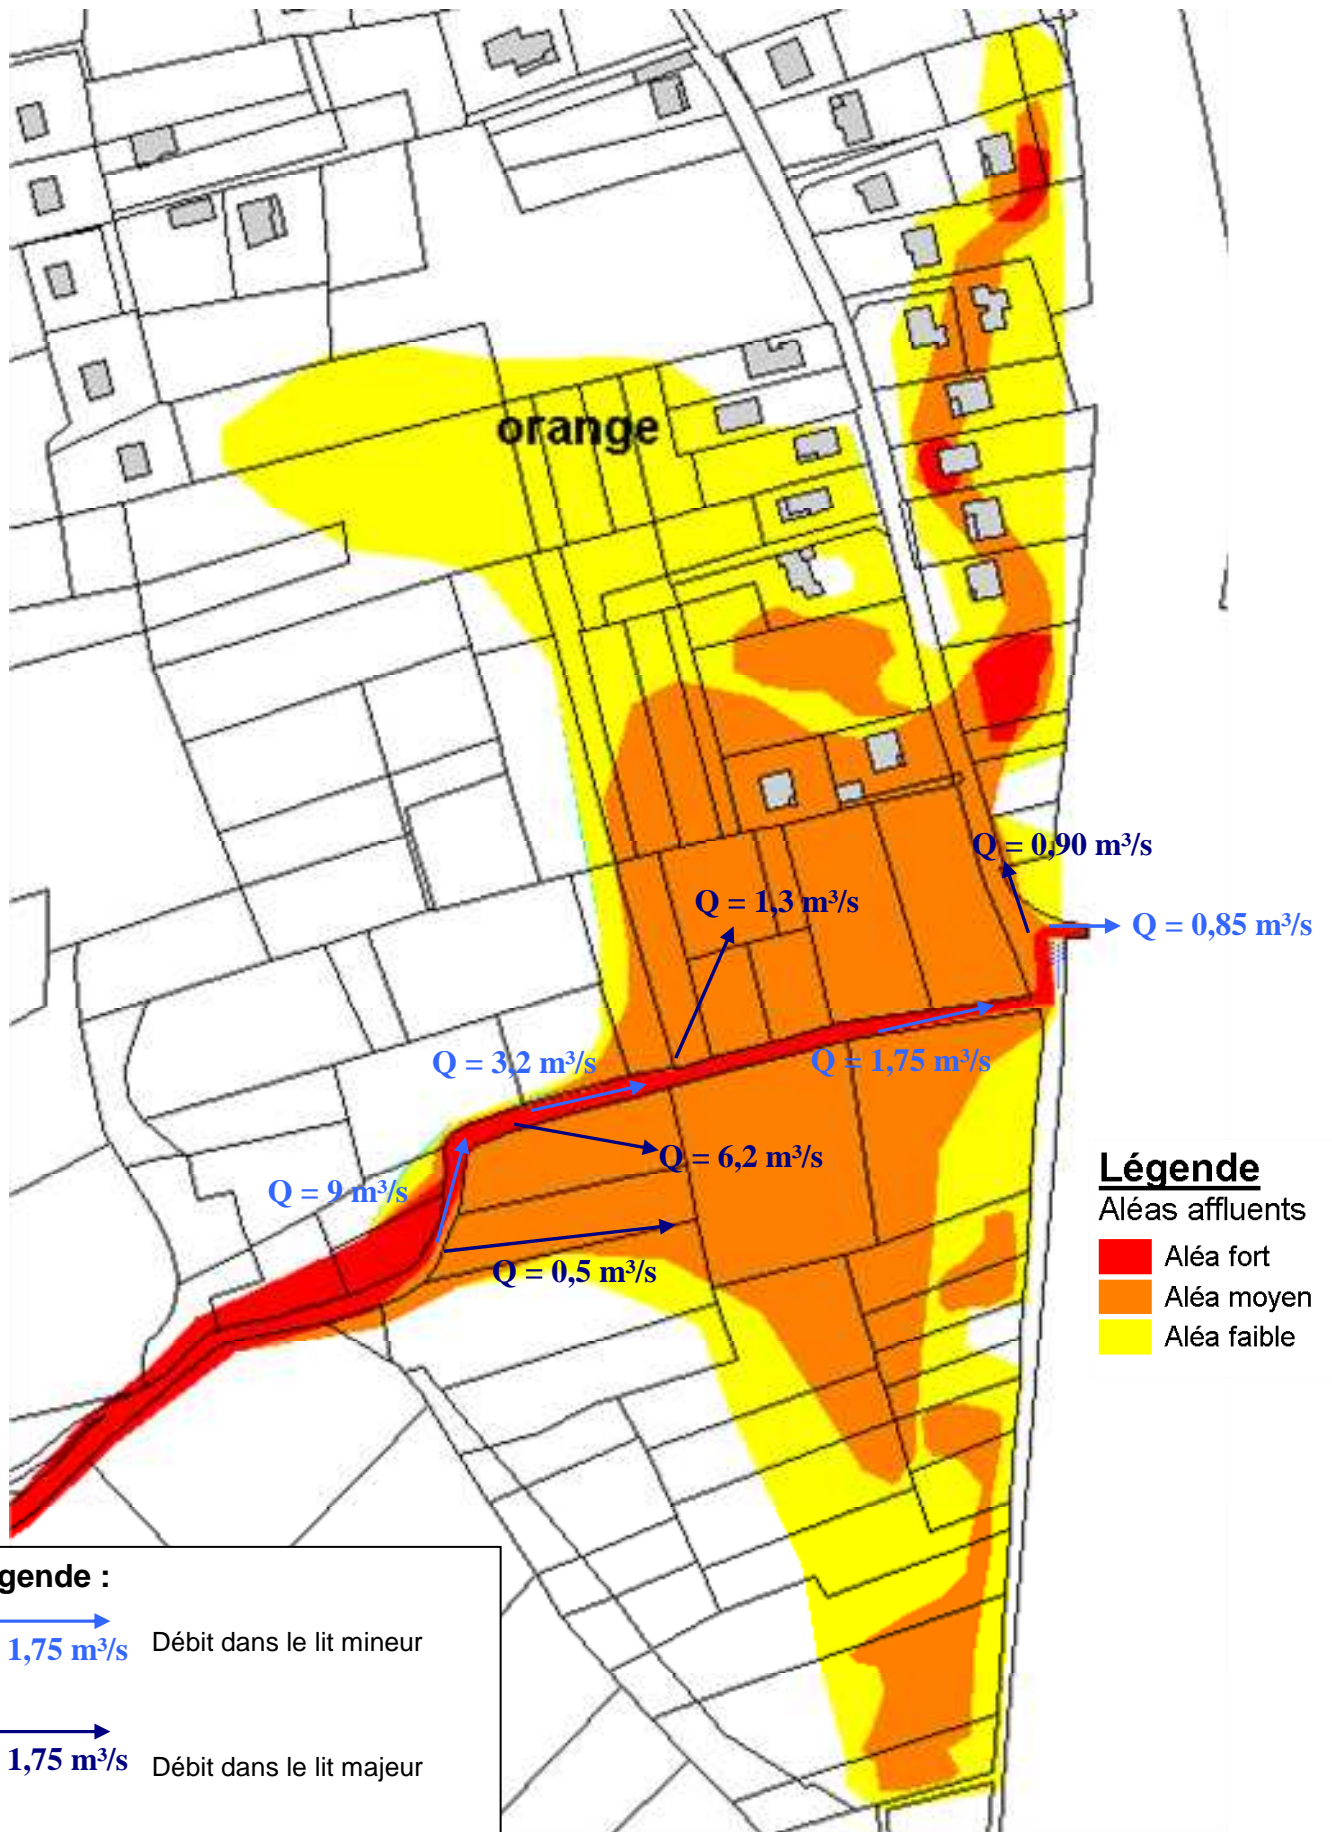 orange
Q = 0,90 m³/s
Q = 1,3 m³/s
Q = 0,85 m³/s
Q = 3,2 m³/s
Q = 1,75 m³/s
Q = 6,2 m³/s
Q = 9 m³/s
Q = 0,5 m³/s
Légende
Aléas affluents
Aléa fort
Aléa moyen
Aléa faible
gende :
1,75 m³/s Débit dans le lit mineur
1,75 m³/s Débit dans le lit majeur